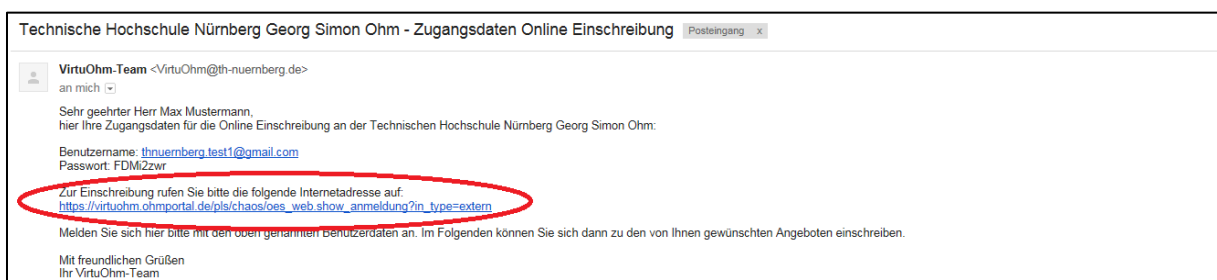 Technische Hochschule Nürnberg Georg Simon Ohm - Zugangsdaten Online Einschreibung Posteingang x
VirtuOhm-Team <VirtuOhm@th-nuernberg.de>
an mich
Sehr geehrter Herr Max Mustermann,
hier Ihre Zugangsdaten für die Online Einschreibung an der Technischen Hochschule Nürnberg Georg Simon Ohm:
Benutzername: thnuernberg.test1@gmail.com
Passwort: FDMi2zwr
Zur Einschreibung rufen Sie bitte die folgende Internetadresse auf:
https://virtuohm.ohmportal.de/pls/chaos/oes_web.show_anmeldung?in_type=extern
Melden Sie sich hier bitte mit den oben genannten Benutzerdaten an. Im Folgenden können Sie sich dann zu den von Ihnen gewünschten Angeboten einschreiben.
Mit freundlichen Grüßen
Ihr VirtuOhm-Team